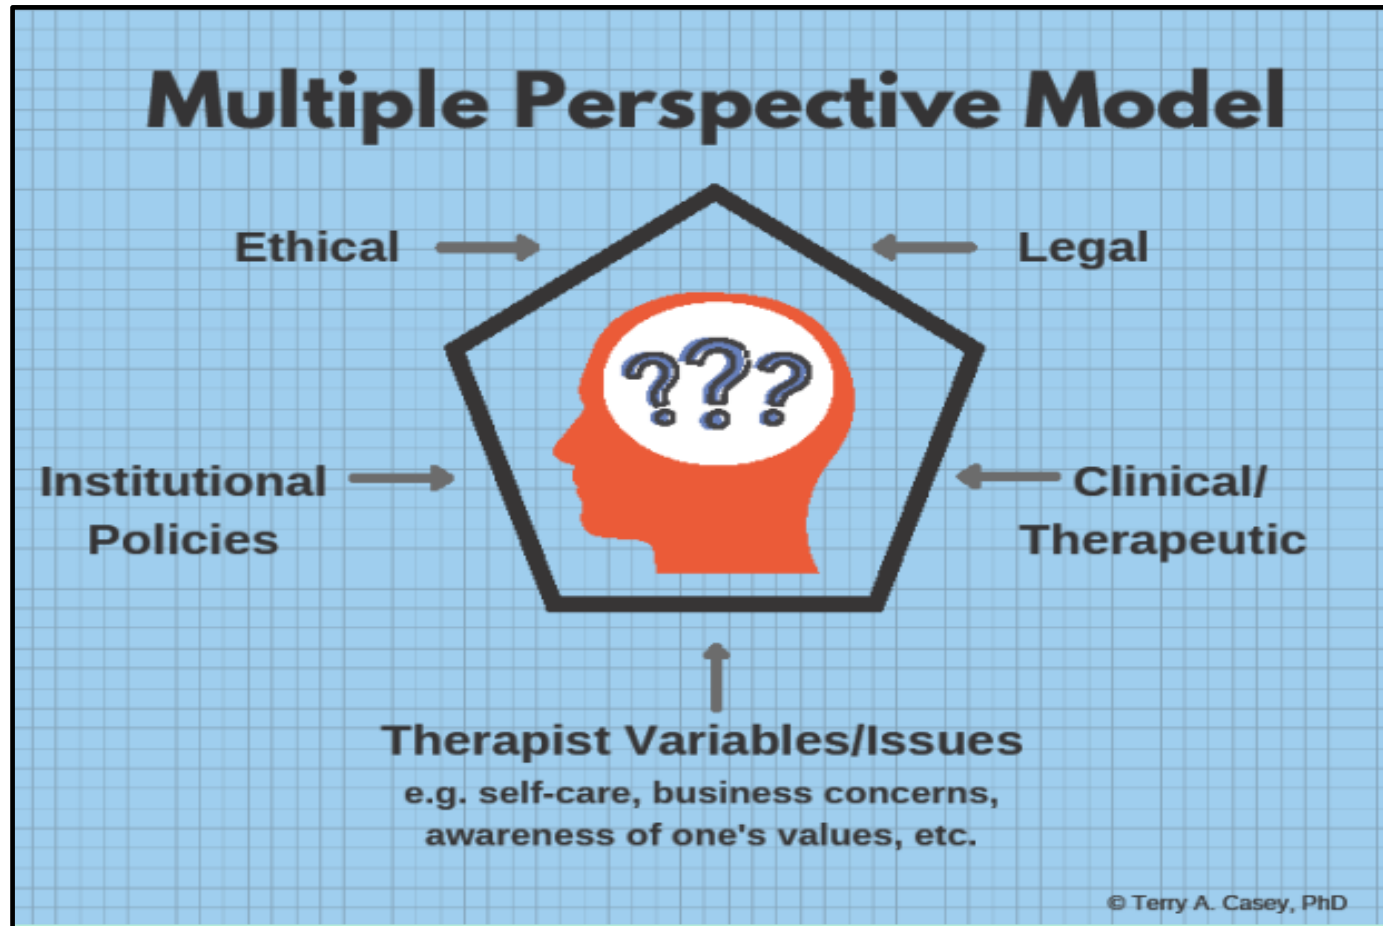 Multiple Perspective Model
Ethical
Legal
???
Institutional
Policies
Clinical/
Therapeutic
Therapist Variables/Issues
e.g. self-care, business concerns,
awareness of one's values, etc.
© Terry A. Casey, PhD